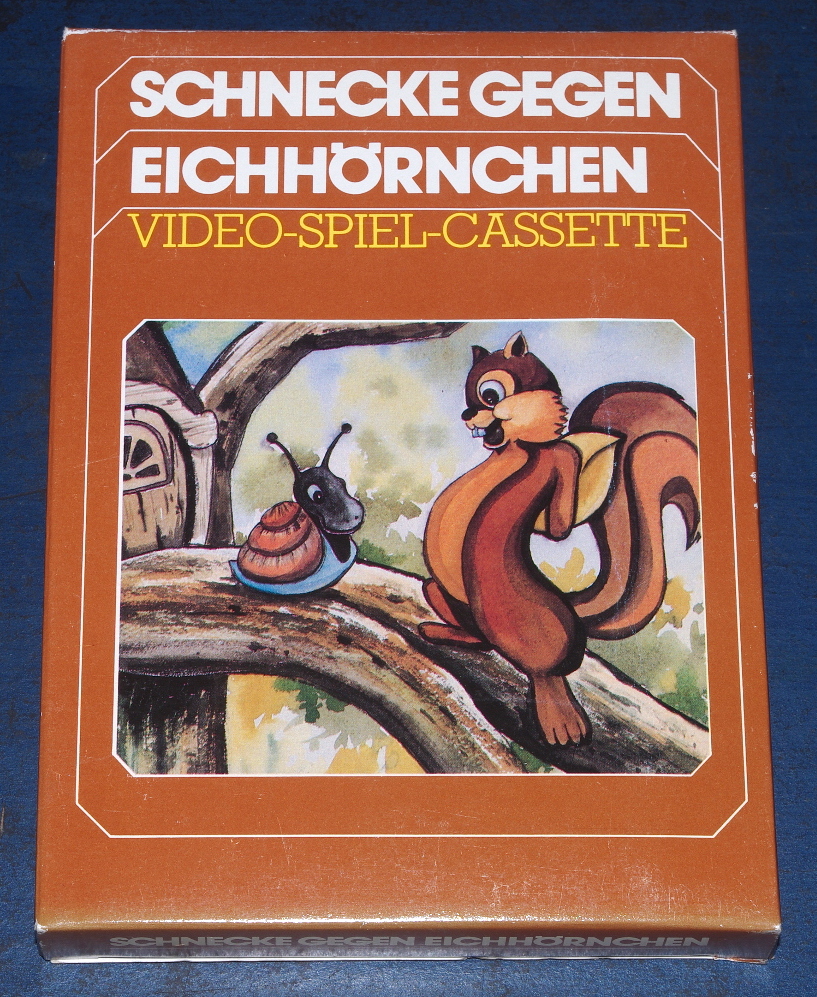 SCHNECKE GEGEN
EICHHÖRNCHEN
VIDEO-SPIEL-CASSETTE
SCHNECKE GEGEN EICHHÖRNCHEN